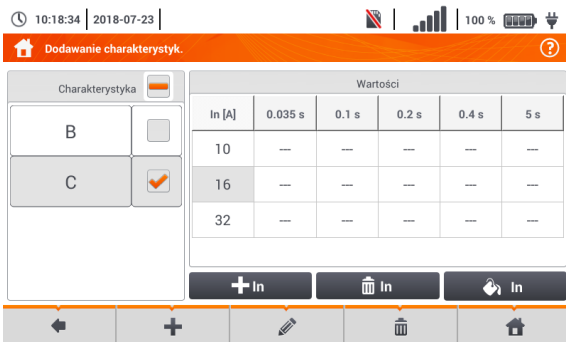 10:18:34 2018-07-23 100 %
Dodawanie charakterystyk. ?
Charakterystyka Wartości
In [A] 0.035 s 0.1 s 0.2 s 0.4 s 5 s
B
10 --- --- --- --- ---
C
16 --- --- --- --- ---
32 --- --- --- --- ---
In In In